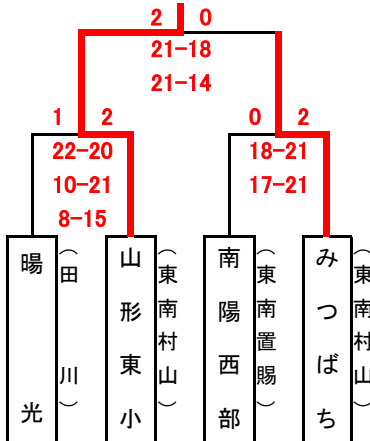 2 0
21-18
21-14
1 2
22-20
10-21
8-15
0 2
18-21
17-21
暘光
(田川)
山形東小
(東南村山)
南陽西部
(東南置賜)
みつばち
(東南村山)